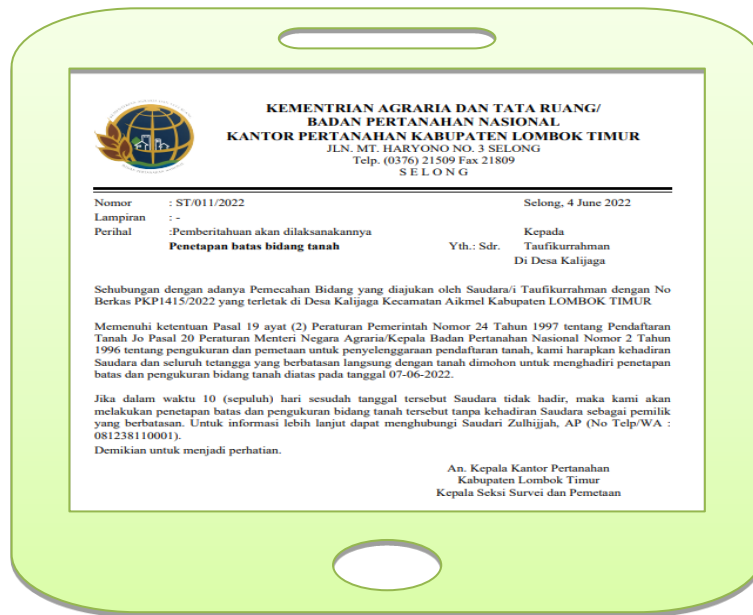 KEMENTRIAN AGRARIA DAN TATA RUANG/
BADAN PERTANAHAN NASIONAL
KANTOR PERTANAHAN KABUPATEN LOMBOK TIMUR
JLN. MT. HARYONO NO. 3 SELONG
Telp. (0376) 21509 Fax 21809
S E L O N G
Nomor : ST/011/2022 Selong, 4 June 2022
Lampiran : -
Perihal :Pemberitahuan akan dilaksanakannya Kepada
Penetapan batas bidang tanah Yth.: Sdr. Taufikurrahman
Di Desa Kalijaga
Sehubungan dengan adanya Pemecahan Bidang yang diajukan oleh Saudara/i Taufikurrahman dengan No
Berkas PKP1415/2022 yang terletak di Desa Kalijaga Kecamatan Aikmel Kabupaten LOMBOK TIMUR
Memenuhi ketentuan Pasal 19 ayat (2) Peraturan Pemerintah Nomor 24 Tahun 1997 tentang Pendaftaran
Tanah Jo Pasal 20 Peraturan Menteri Negara Agraria/Kepala Badan Pertanahan Nasional Nomor 2 Tahun
1996 tentang pengukuran dan pemetaan untuk penyelenggaraan pendaftaran tanah, kami harapkan kehadiran
Saudara dan seluruh tetangga yang berbatasan langsung dengan tanah dimohon untuk menghadiri penetapan
batas dan pengukuran bidang tanah diatas pada tanggal 07-06-2022.
Jika dalam waktu 10 (sepuluh) hari sesudah tanggal tersebut Saudara tidak hadir, maka kami akan
melakukan penetapan batas dan pengukuran bidang tanah tersebut tanpa kehadiran Saudara sebagai pemilik
yang berbatasan. Untuk informasi lebih lanjut dapat menghubungi Saudari Zulhijjah, AP (No Telp/WA :
081238110001).
Demikian untuk menjadi perhatian.
An. Kepala Kantor Pertanahan
Kabupaten Lombok Timur
Kepala Seksi Survei dan Pemetaan